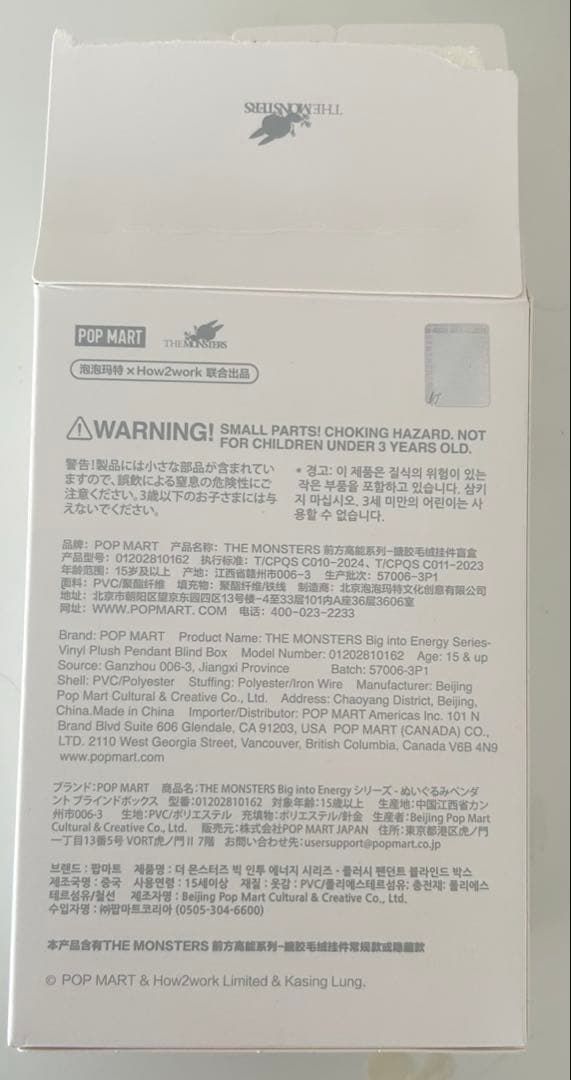 THE MONSTERS
POP MART THE MONSTERS
泡泡玛特 × How2work 联合出品
WARNING! SMALL PARTS! CHOKING HAZARD. NOT
FOR CHILDREN UNDER 3 YEARS OLD.
警告!製品には小さな部品が含まれてい
ますので、誤飲による窒息の危険性にご
注意ください。3歳以下のお子さまには与
えないでください。
* 경고: 이 제품은 질식의 위험이 있는
작은 부품을 포함하고 있습니다. 삼키
지 마십시오. 3세 미만의 어린이는 사
용할 수 없습니다.
品牌: POP MART 产品名称: THE MONSTERS 前方高能系列-搪胶毛绒挂件盲盒
产品型号: 01202810162 执行标准: T/CPQS C010-2024、T/CPQS C011-2023
年龄范围: 15岁及以上 产地: 江西省赣州市006-3 生产批次: 57006-3P1
面料: PVC/聚酯纤维 填充物: 聚酯纤维/铁线 制造商: 北京泡泡玛特文化创意有限公司
地址: 北京市朝阳区望京东园四区13号楼-4至33层101内A座36层3606室
网址: WWW.POPMART. COM 电话: 400-023-2233
Brand: POP MART Product Name: THE MONSTERS Big into Energy Series-
Vinyl Plush Pendant Blind Box Model Number: 01202810162 Age: 15 & up
Source: Ganzhou 006-3, Jiangxi Province Batch: 57006-3P1
Shell: PVC/Polyester Stuffing: Polyester/Iron Wire Manufacturer: Beijing
Pop Mart Cultural & Creative Co., Ltd. Address: Chaoyang District, Beijing,
China.Made in China Importer/Distributor: POP MART Americas Inc. 101 N
Brand Blvd Suite 606 Glendale, CA 91203, USA POP MART (CANADA) CO.,
LTD. 2110 West Georgia Street, Vancouver, British Columbia, Canada V6B 4N9
www.popmart.com
ブランド:POP MART 商品名:THE MONSTERS Big into Energy シリーズ - ぬいぐるみペンダ
ント ブラインドボックス 型番:01202810162 対象年齢:15歳以上 生産地:中国江西省カン
州市006-3 生地:PVC/ポリエステル 充填物:ポリエステル/針金 生産者:Beijing Pop Mart
Cultural & Creative Co., Ltd. 販売元:株式会社POP MART JAPAN 住所:東京都港区虎ノ門
一丁目13番5号 VORT虎ノ門Ⅱ 7階 お問い合わせ先:usersupport@popmart.co.jp
브랜드 : 팝마트 제품명 : 더 몬스터즈 빅 인투 에너지 시리즈 - 플러시 펜던트 블라인드 박스
제조국명 : 중국 사용연령 : 15세이상 재질 : 겉감 : PVC/폴리에스테르섬유; 충전재: 폴리에스
테르섬유/철선 제조자명 : Beijing Pop Mart Cultural & Creative Co., Ltd.
수입자명 : ㈜팝마트코리아 (0505-304-6600)
本产品含有THE MONSTERS 前方高能系列-搪胶毛绒挂件常规款或隐藏款
© POP MART & How2work Limited & Kasing Lung.